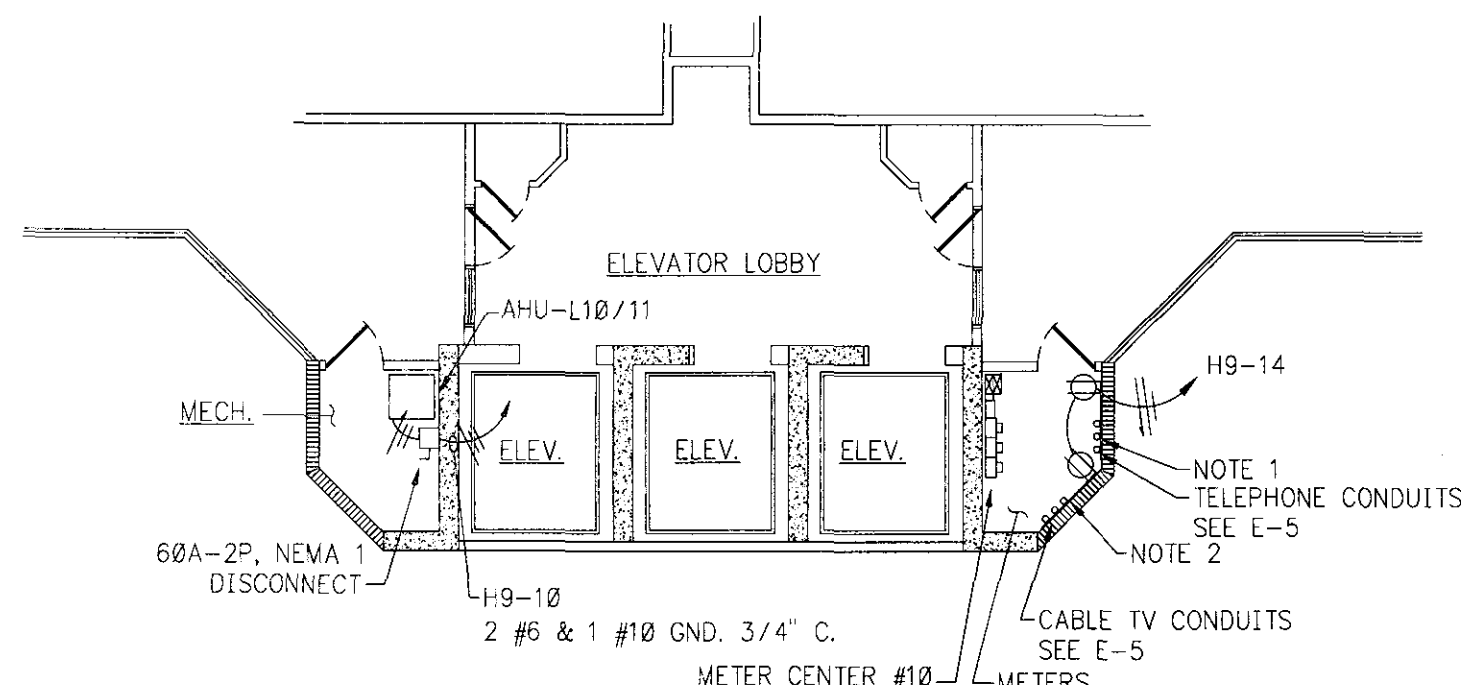 ELEVATOR LOBBY
AHU-L10/11
H9-14
MECH.
ELEV.
ELEV.
ELEV.
NOTE 1
TELEPHONE CONDUITS
SEE E-5
NOTE 2
60A-2P, NEMA 1
DISCONNECT
H9-10
2 #6 & 1 #10 GND. 3/4" C.
CABLE TV CONDUITS
SEE E-5
METER CENTER #10
METERS